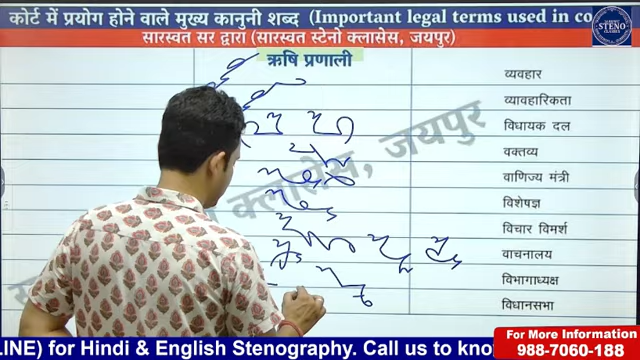 कोर्ट में प्रयोग होने वाले मुख्य कानूनी शब्द (Important legal terms used in co
सारस्वत सर द्वारा (सारस्वत स्टेनो क्लासेस, जयपुर)
STENO
ऋषि प्रणाली
व्यवहार
व्यावहारिकता
विधायक दल
वक्तव्य
वाणिज्य मंत्री
विशेषज्ञ
विचार विमर्श
वाचनालय
विभागाध्यक्ष
विधानसभा
क्लासेस, जयपुर
LINE) for Hindi & English Stenography. Call us to kno
For More Information
988-7060-188